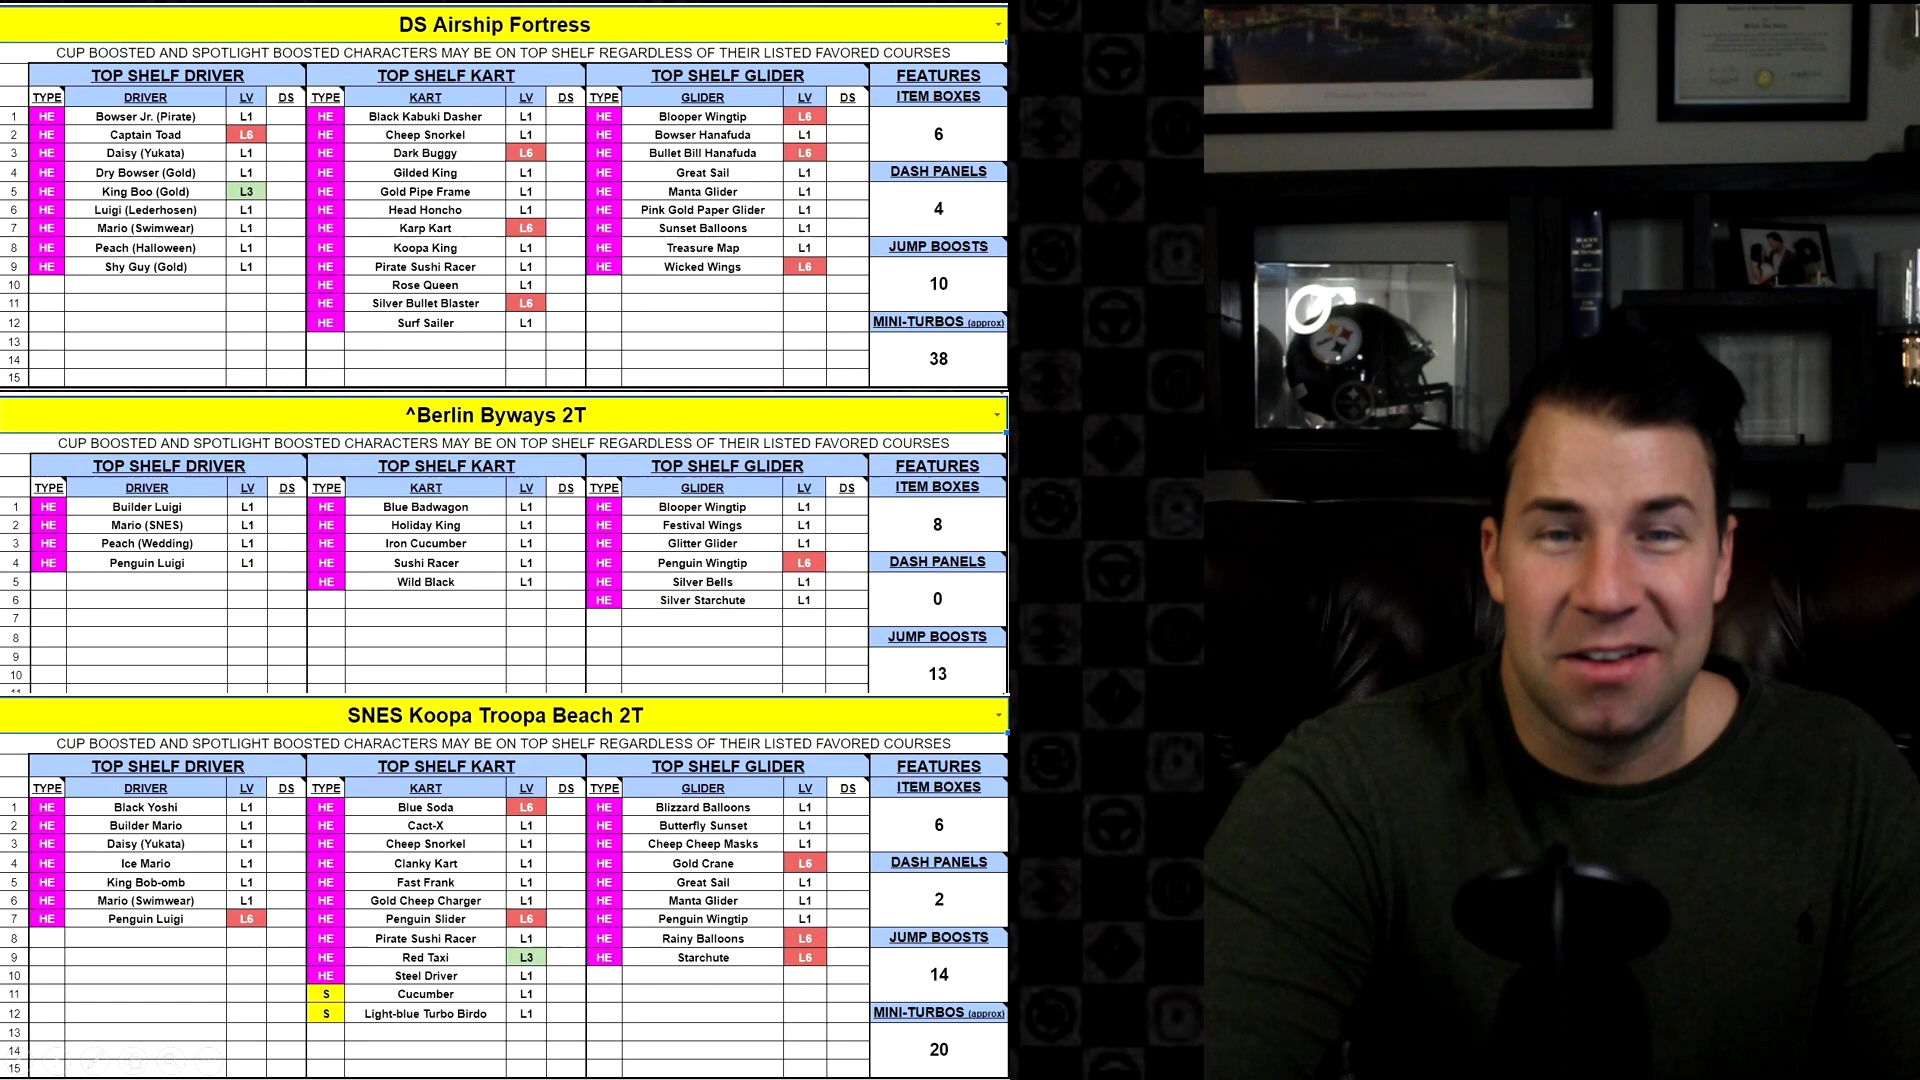 DS Airship Fortress
CUP BOOSTED AND SPOTLIGHT BOOSTED CHARACTERS MAY BE ON TOP SHELF REGARDLESS OF THEIR LISTED FAVORED COURSES
TOP SHELF DRIVER TOP SHELF KART TOP SHELF GLIDER FEATURES
TYPE DRIVER LV DS TYPE KART LV DS TYPE GLIDER LV DS ITEM BOXES
1 HE Bowser Jr. (Pirate) L1 HE Black Kabuki Dasher L1 HE Blooper Wingtip L6
2 HE Captain Toad L6 HE Cheep Snorkel L1 HE Bowser Hanafuda L1 6
3 HE Daisy (Yukata) L1 HE Dark Buggy L6 HE Bullet Bill Hanafuda L6
4 HE Dry Bowser (Gold) L1 HE Gilded King L1 HE Great Sail L1 DASH PANELS
5 HE King Boo (Gold) L3 HE Gold Pipe Frame L1 HE Manta Glider L1
6 HE Luigi (Lederhosen) L1 HE Head Honcho L1 HE Pink Gold Paper Glider L1 4
7 HE Mario (Swimwear) L1 HE Karp Kart L6 HE Sunset Balloons L1
8 HE Peach (Halloween) L1 HE Koopa King L1 HE Treasure Map L1 JUMP BOOSTS
9 HE Shy Guy (Gold) L1 HE Pirate Sushi Racer L1 HE Wicked Wings L6
10 HE Rose Queen L1 10
11 HE Silver Bullet Blaster L6
12 HE Surf Sailer L1 MINI-TURBOS (approx)
13
14 38
15
^Berlin Byways 2T
CUP BOOSTED AND SPOTLIGHT BOOSTED CHARACTERS MAY BE ON TOP SHELF REGARDLESS OF THEIR LISTED FAVORED COURSES
TOP SHELF DRIVER TOP SHELF KART TOP SHELF GLIDER FEATURES
TYPE DRIVER LV DS TYPE KART LV DS TYPE GLIDER LV DS ITEM BOXES
1 HE Builder Luigi L1 HE Blue Badwagon L1 HE Blooper Wingtip L1
2 HE Mario (SNES) L1 HE Holiday King L1 HE Festival Wings L1 8
3 HE Peach (Wedding) L1 HE Iron Cucumber L1 HE Glitter Glider L1
4 HE Penguin Luigi L1 HE Sushi Racer L1 HE Penguin Wingtip L6 DASH PANELS
5 HE Wild Black L1 HE Silver Bells L1
6 HE Silver Starchute L1 0
7
8 JUMP BOOSTS
9
10 13
SNES Koopa Troopa Beach 2T
CUP BOOSTED AND SPOTLIGHT BOOSTED CHARACTERS MAY BE ON TOP SHELF REGARDLESS OF THEIR LISTED FAVORED COURSES
TOP SHELF DRIVER TOP SHELF KART TOP SHELF GLIDER FEATURES
TYPE DRIVER LV DS TYPE KART LV DS TYPE GLIDER LV DS ITEM BOXES
1 HE Black Yoshi L1 HE Blue Soda L6 HE Blizzard Balloons L1
2 HE Builder Mario L1 HE Cact-X L1 HE Butterfly Sunset L1 6
3 HE Daisy (Yukata) L1 HE Cheep Snorkel L1 HE Cheep Cheep Masks L1
4 HE Ice Mario L1 HE Clanky Kart L1 HE Gold Crane L6 DASH PANELS
5 HE King Bob-omb L1 HE Fast Frank L1 HE Great Sail L1
6 HE Mario (Swimwear) L1 HE Gold Cheep Charger L1 HE Manta Glider L1 2
7 HE Penguin Luigi L6 HE Penguin Slider L6 HE Penguin Wingtip L1
8 HE Pirate Sushi Racer L1 HE Rainy Balloons L6 JUMP BOOSTS
9 HE Red Taxi L3 HE Starchute L6
10 HE Steel Driver L1 14
11 S Cucumber L1
12 S Light-blue Turbo Birdo L1 MINI-TURBOS (approx)
13
14 20
15